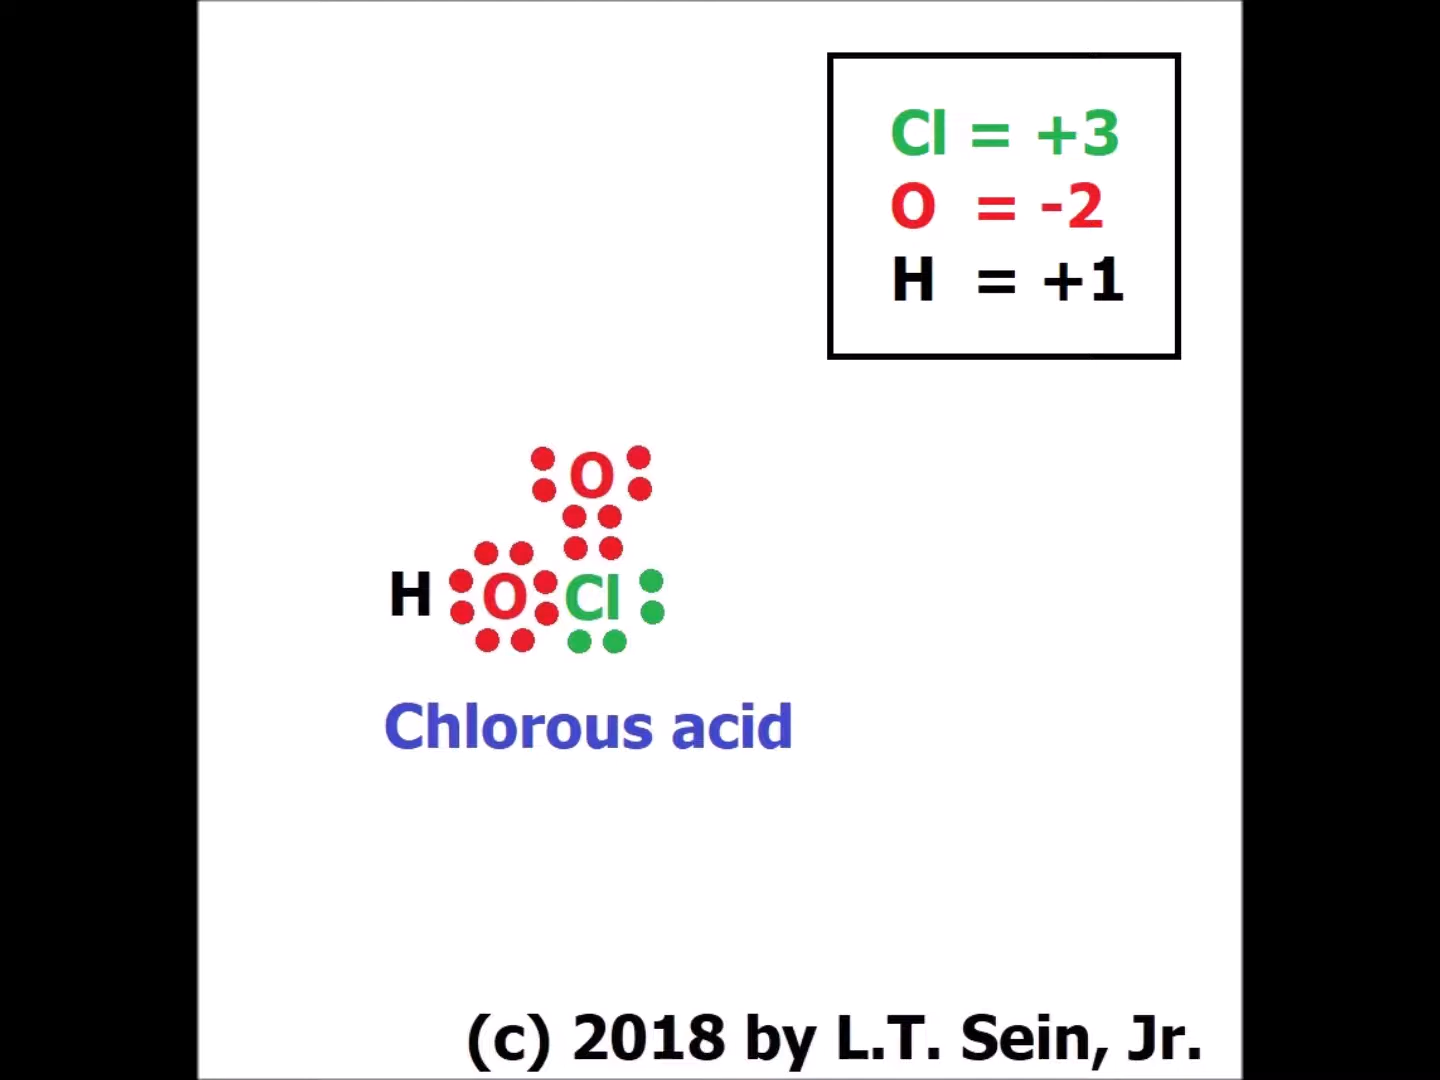 Cl = +3
O = -2
H = +1
O
H O Cl
Chlorous acid
(c) 2018 by L.T. Sein, Jr.